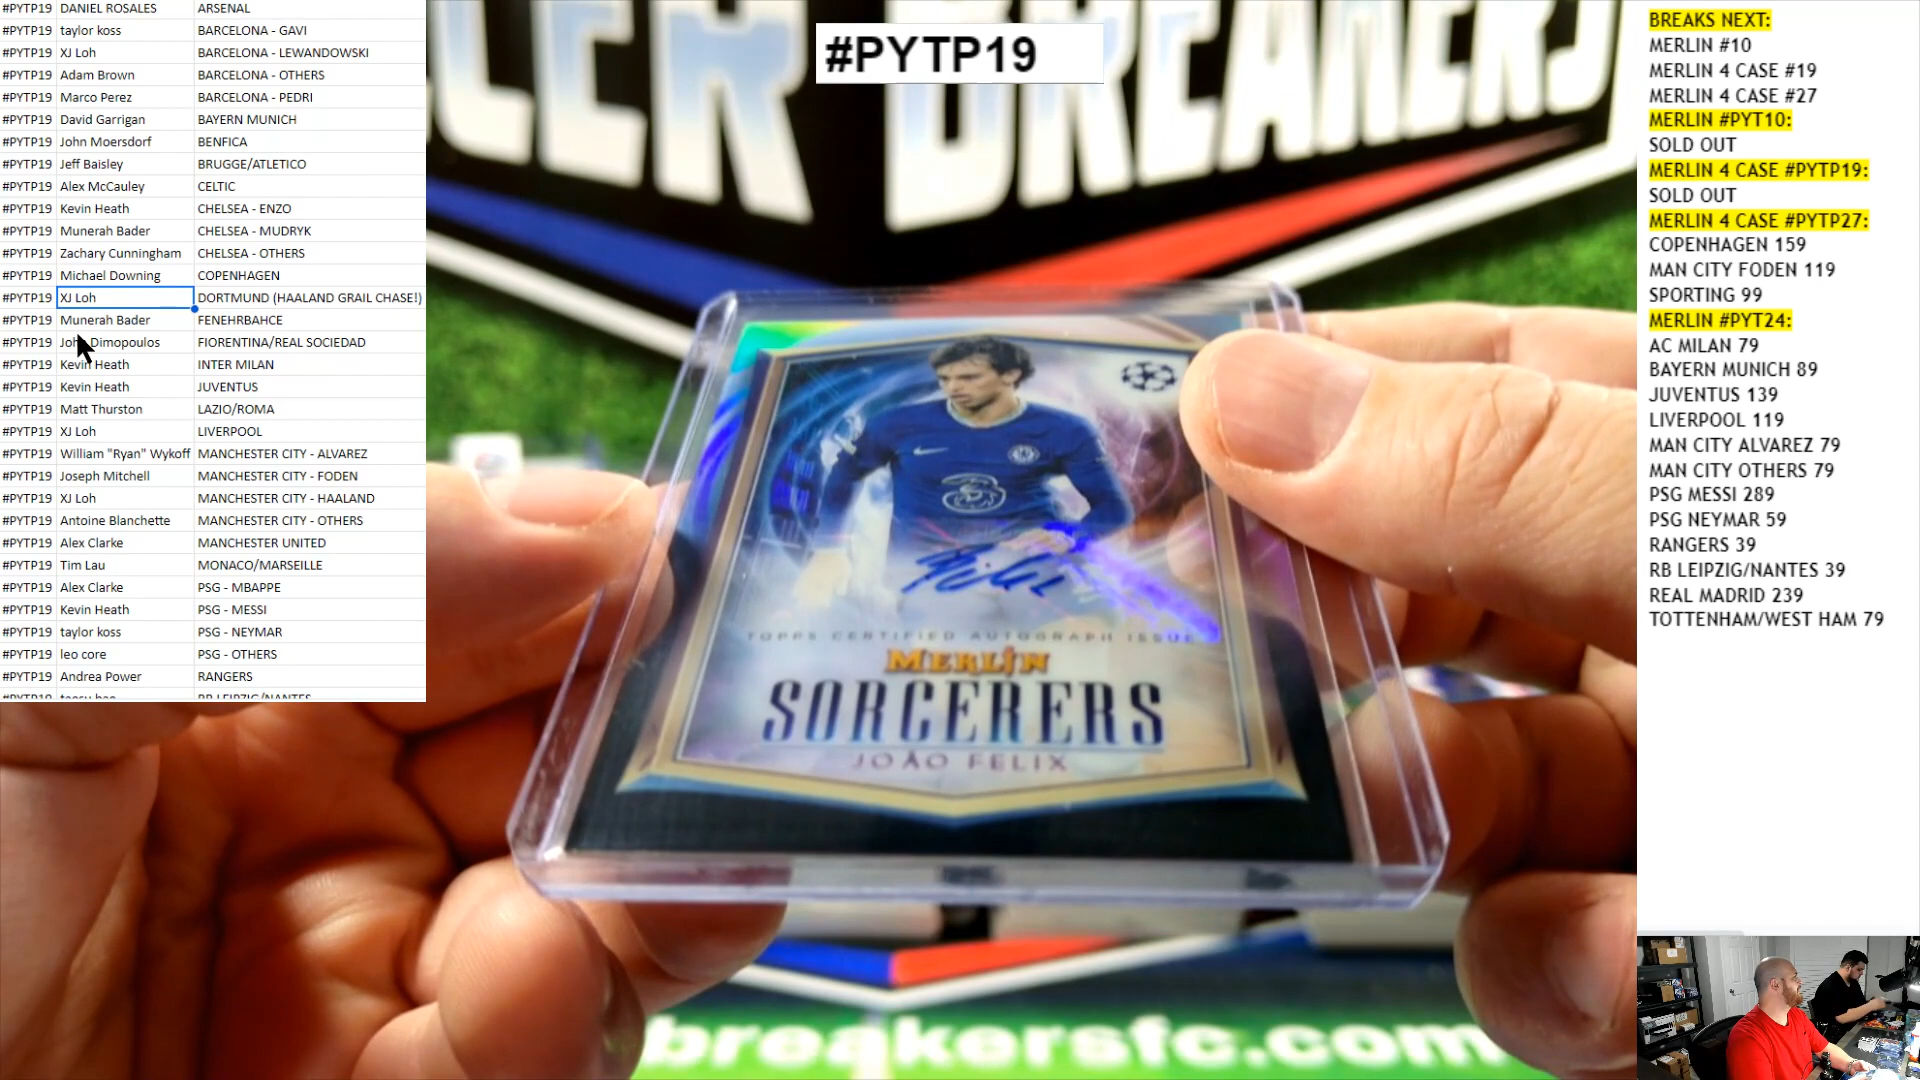 #PYTP19 DANIEL ROSALES ARSENAL
#PYTP19 taylor koss BARCELONA - GAVI
#PYTP19 XJ Loh BARCELONA - LEWANDOWSKI
#PYTP19 Adam Brown BARCELONA - OTHERS
#PYTP19 Marco Perez BARCELONA - PEDRI
#PYTP19 David Garrigan BAYERN MUNICH
#PYTP19 John Moersdorf BENFICA
#PYTP19 Jeff Baisley BRUGGE/ATLETICO
#PYTP19 Alex McCauley CELTIC
#PYTP19 Kevin Heath CHELSEA - ENZO
#PYTP19 Munerah Bader CHELSEA - MUDRYK
#PYTP19 Zachary Cunningham CHELSEA - OTHERS
#PYTP19 Michael Downing COPENHAGEN
#PYTP19 XJ Loh DORTMUND (HAALAND GRAIL CHASE!)
#PYTP19 Munerah Bader FENEHRBAHCE
#PYTP19 John Dimopoulos FIORENTINA/REAL SOCIEDAD
#PYTP19 Kevin Heath INTER MILAN
#PYTP19 Kevin Heath JUVENTUS
#PYTP19 Matt Thurston LAZIO/ROMA
#PYTP19 XJ Loh LIVERPOOL
#PYTP19 William "Ryan" Wykoff MANCHESTER CITY - ALVAREZ
#PYTP19 Joseph Mitchell MANCHESTER CITY - FODEN
#PYTP19 XJ Loh MANCHESTER CITY - HAALAND
#PYTP19 Antoine Blanchette MANCHESTER CITY - OTHERS
#PYTP19 Alex Clarke MANCHESTER UNITED
#PYTP19 Tim Lau MONACO/MARSEILLE
#PYTP19 Alex Clarke PSG - MBAPPE
#PYTP19 Kevin Heath PSG - MESSI
#PYTP19 taylor koss PSG - NEYMAR
#PYTP19 leo core PSG - OTHERS
#PYTP19 Andrea Power RANGERS
#PYTP19 RB LEIPZIG/NANTES
#PYTP19
BREAKERS
TOPPS CERTIFIED AUTOGRAPH ISSUE
MERLIN
SORCERERS
JOÃO FELIX
breakersfc.com
BREAKS NEXT:
MERLIN #10
MERLIN 4 CASE #19
MERLIN 4 CASE #27
MERLIN #PYT10:
SOLD OUT
MERLIN 4 CASE #PYTP19:
SOLD OUT
MERLIN 4 CASE #PYTP27:
COPENHAGEN 159
MAN CITY FODEN 119
SPORTING 99
MERLIN #PYT24:
AC MILAN 79
BAYERN MUNICH 89
JUVENTUS 139
LIVERPOOL 119
MAN CITY ALVAREZ 79
MAN CITY OTHERS 79
PSG MESSI 289
PSG NEYMAR 59
RANGERS 39
RB LEIPZIG/NANTES 39
REAL MADRID 239
TOTTENHAM/WEST HAM 79